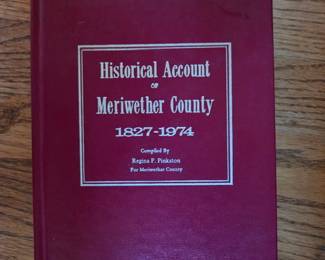 Historical Account
OF
Meriwether County
1827-1974
Compiled By
Regina P. Pinkston
For Meriwether County